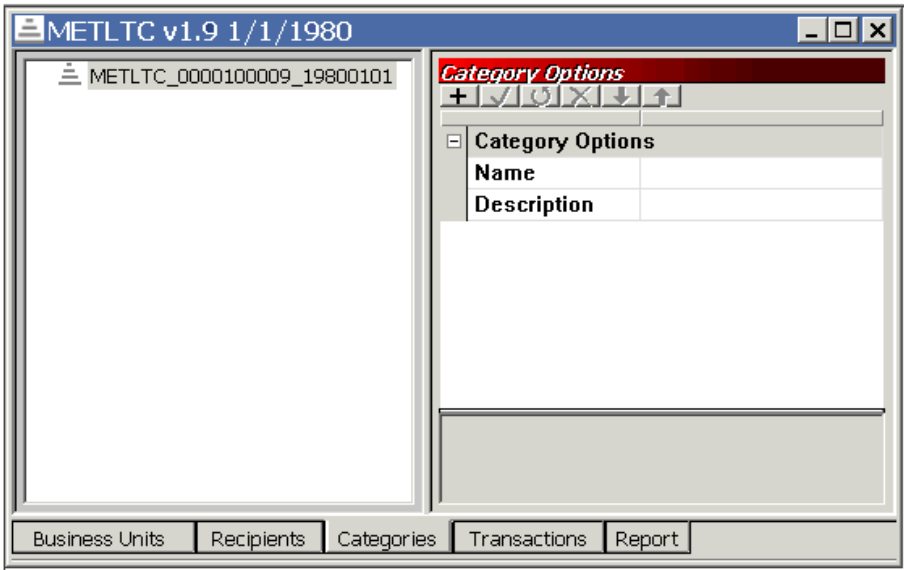 METLTC v1.9 1/1/1980
METLTC_0000100009_19800101
Category Options
Category Options
Name
Description
Business Units Recipients Categories Transactions Report